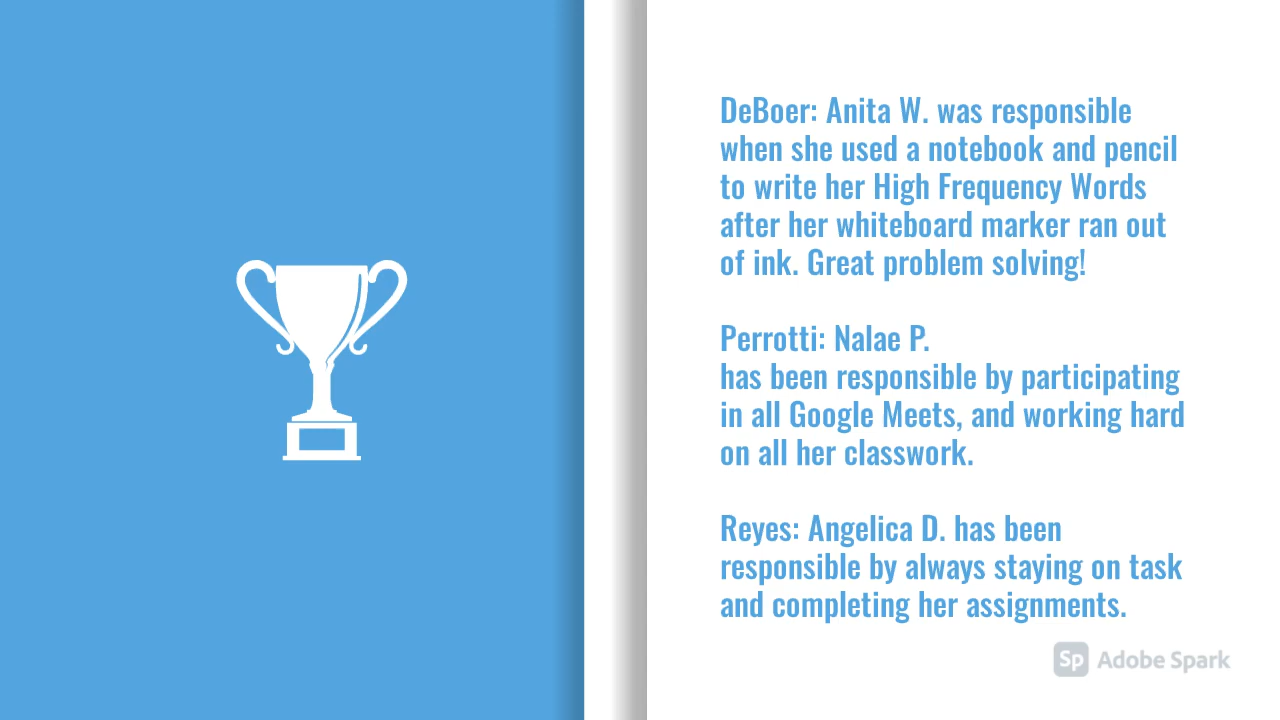 DeBoer: Anita W. was responsible
when she used a notebook and pencil
to write her High Frequency Words
after her whiteboard marker ran out
of ink. Great problem solving!
Perrotti: Nalae P.
has been responsible by participating
in all Google Meets, and working hard
on all her classwork.
Reyes: Angelica D. has been
responsible by always staying on task
and completing her assignments.
Sp Adobe Spark